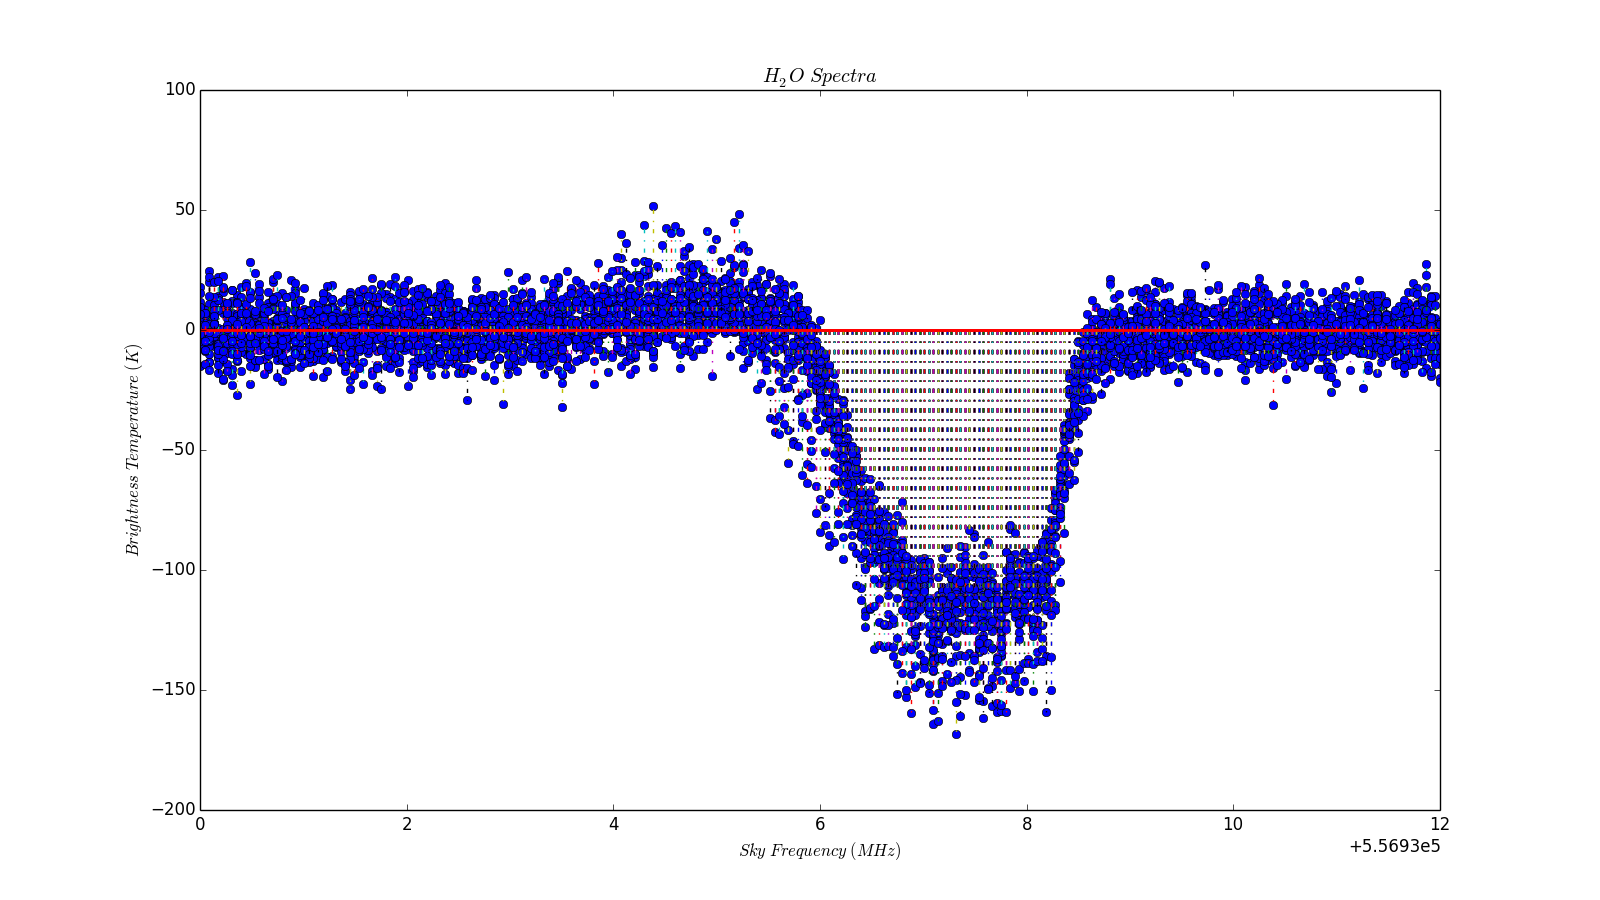 H₂O Spectra
100
50
0
−50
−100
−150
−200
Brightness Temperature (K)
0 2 4 6 8 10 12
+5.5693e5
Sky Frequency (MHz)